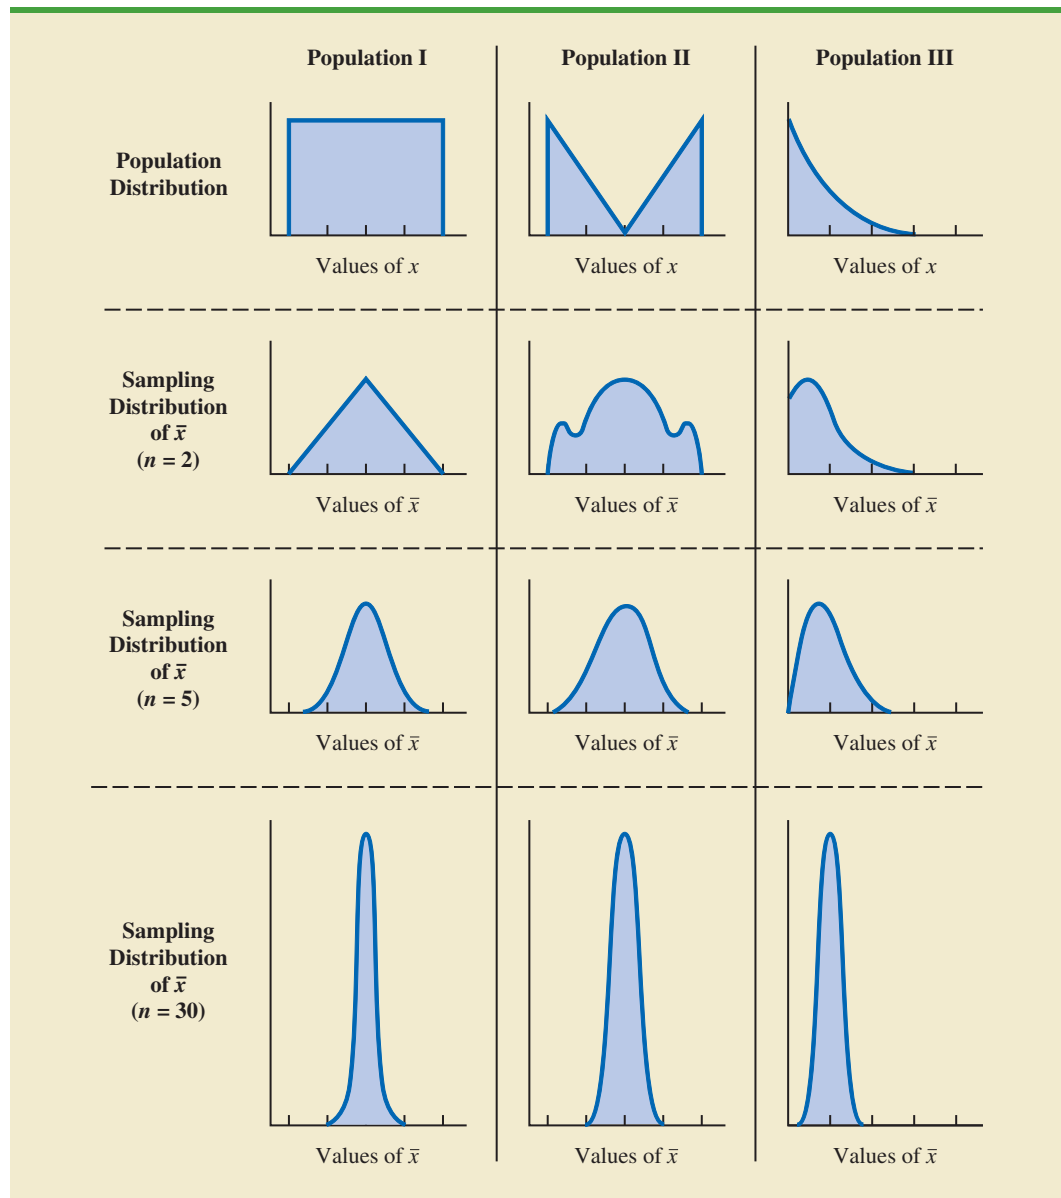 Population I
Population II
Population III
Population
Distribution
Values of x
Values of x
Values of x
Sampling
Distribution
of x̄
(n = 2)
Values of x̄
Values of x̄
Values of x̄
Sampling
Distribution
of x̄
(n = 5)
Values of x̄
Values of x̄
Values of x̄
Sampling
Distribution
of x̄
(n = 30)
Values of x̄
Values of x̄
Values of x̄